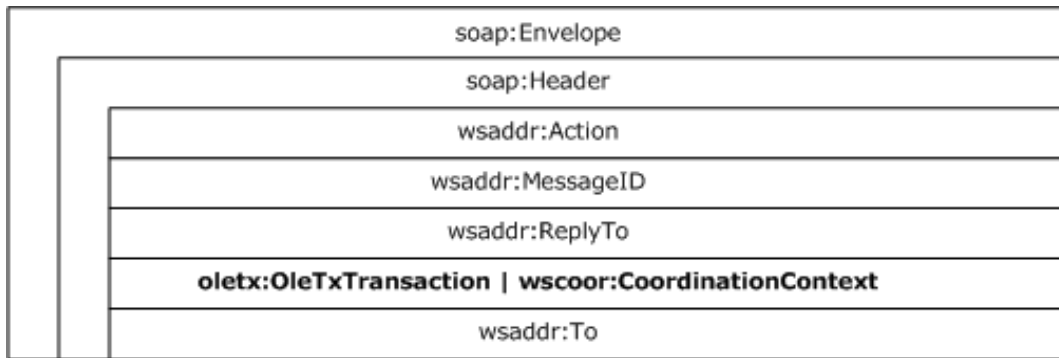 soap:Envelope
soap:Header
wsaddr:Action
wsaddr:MessageID
wsaddr:ReplyTo
oletx:OleTxTransaction | wscoor:CoordinationContext
wsaddr:To